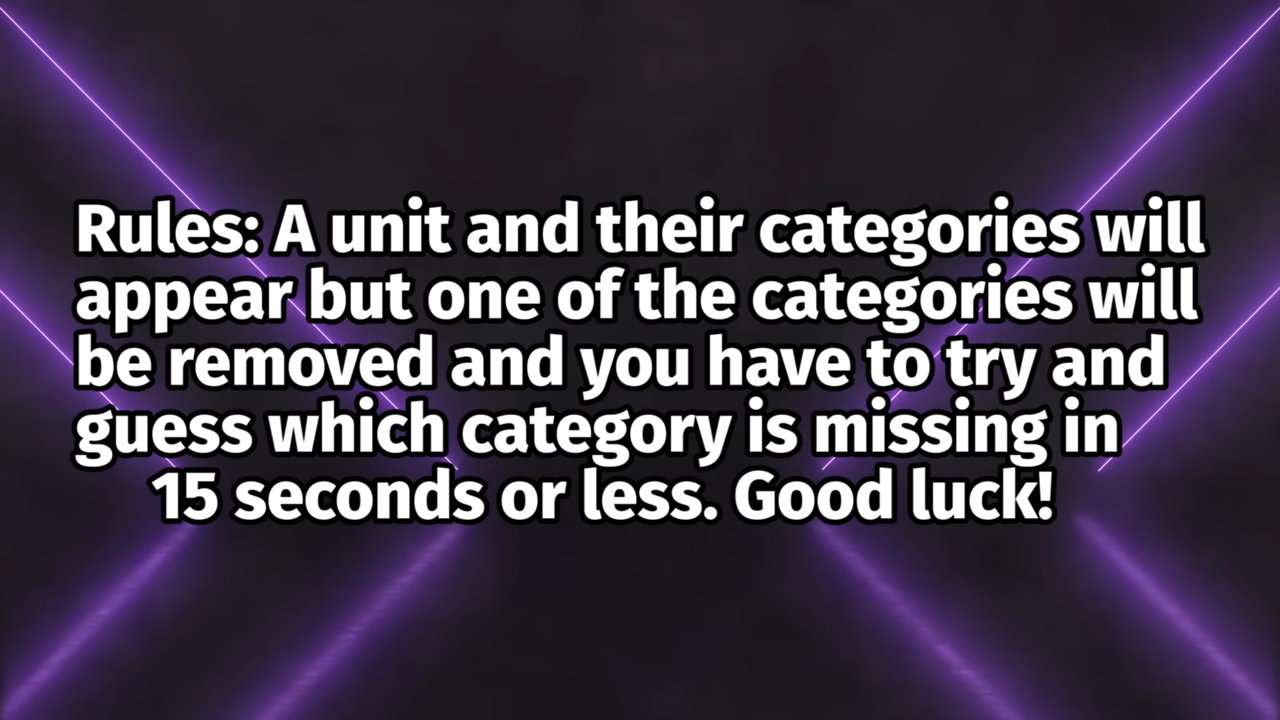 Rules: A unit and their categories will
appear but one of the categories will
be removed and you have to try and
guess which category is missing in
15 seconds or less. Good luck!